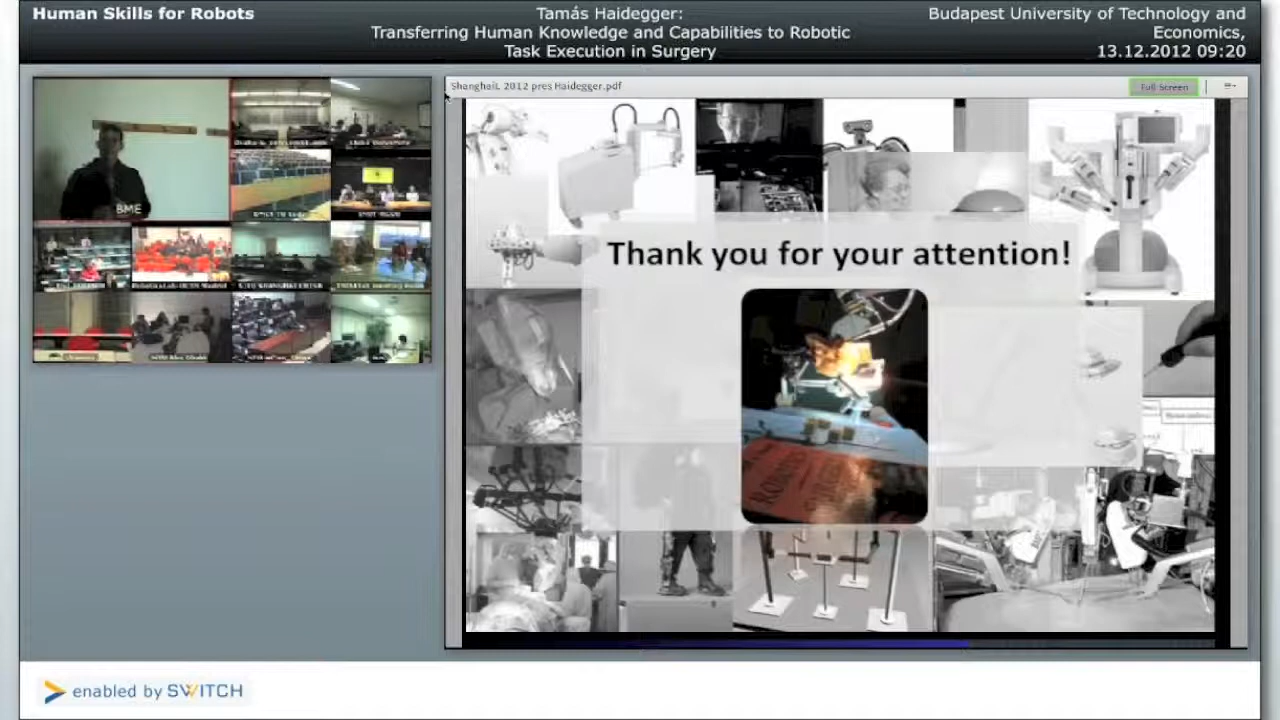 Human Skills for Robots
Tamás Haidegger:
Transferring Human Knowledge and Capabilities to Robotic
Task Execution in Surgery
Budapest University of Technology and
Economics,
13.12.2012 09:20
ShanghaiL 2012 pres Haidegger.pdf
Full Screen
BME
Thank you for your attention!
enabled by SWITCH